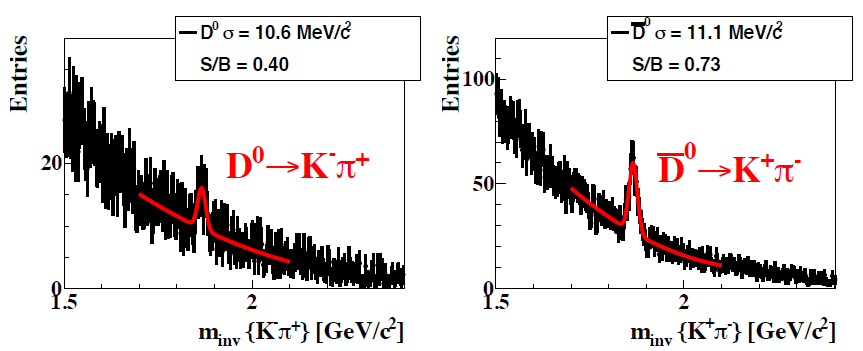 D⁰ σ = 10.6 MeV/c²
S/B = 0.40
Entries
20
0
D⁰→K⁻π⁺
1.5
2
m_inv {K⁻π⁺} [GeV/c²]
D̅⁰ σ = 11.1 MeV/c²
S/B = 0.73
Entries
100
50
0
D̅⁰→K⁺π⁻
1.5
2
m_inv {K⁺π⁻} [GeV/c²]